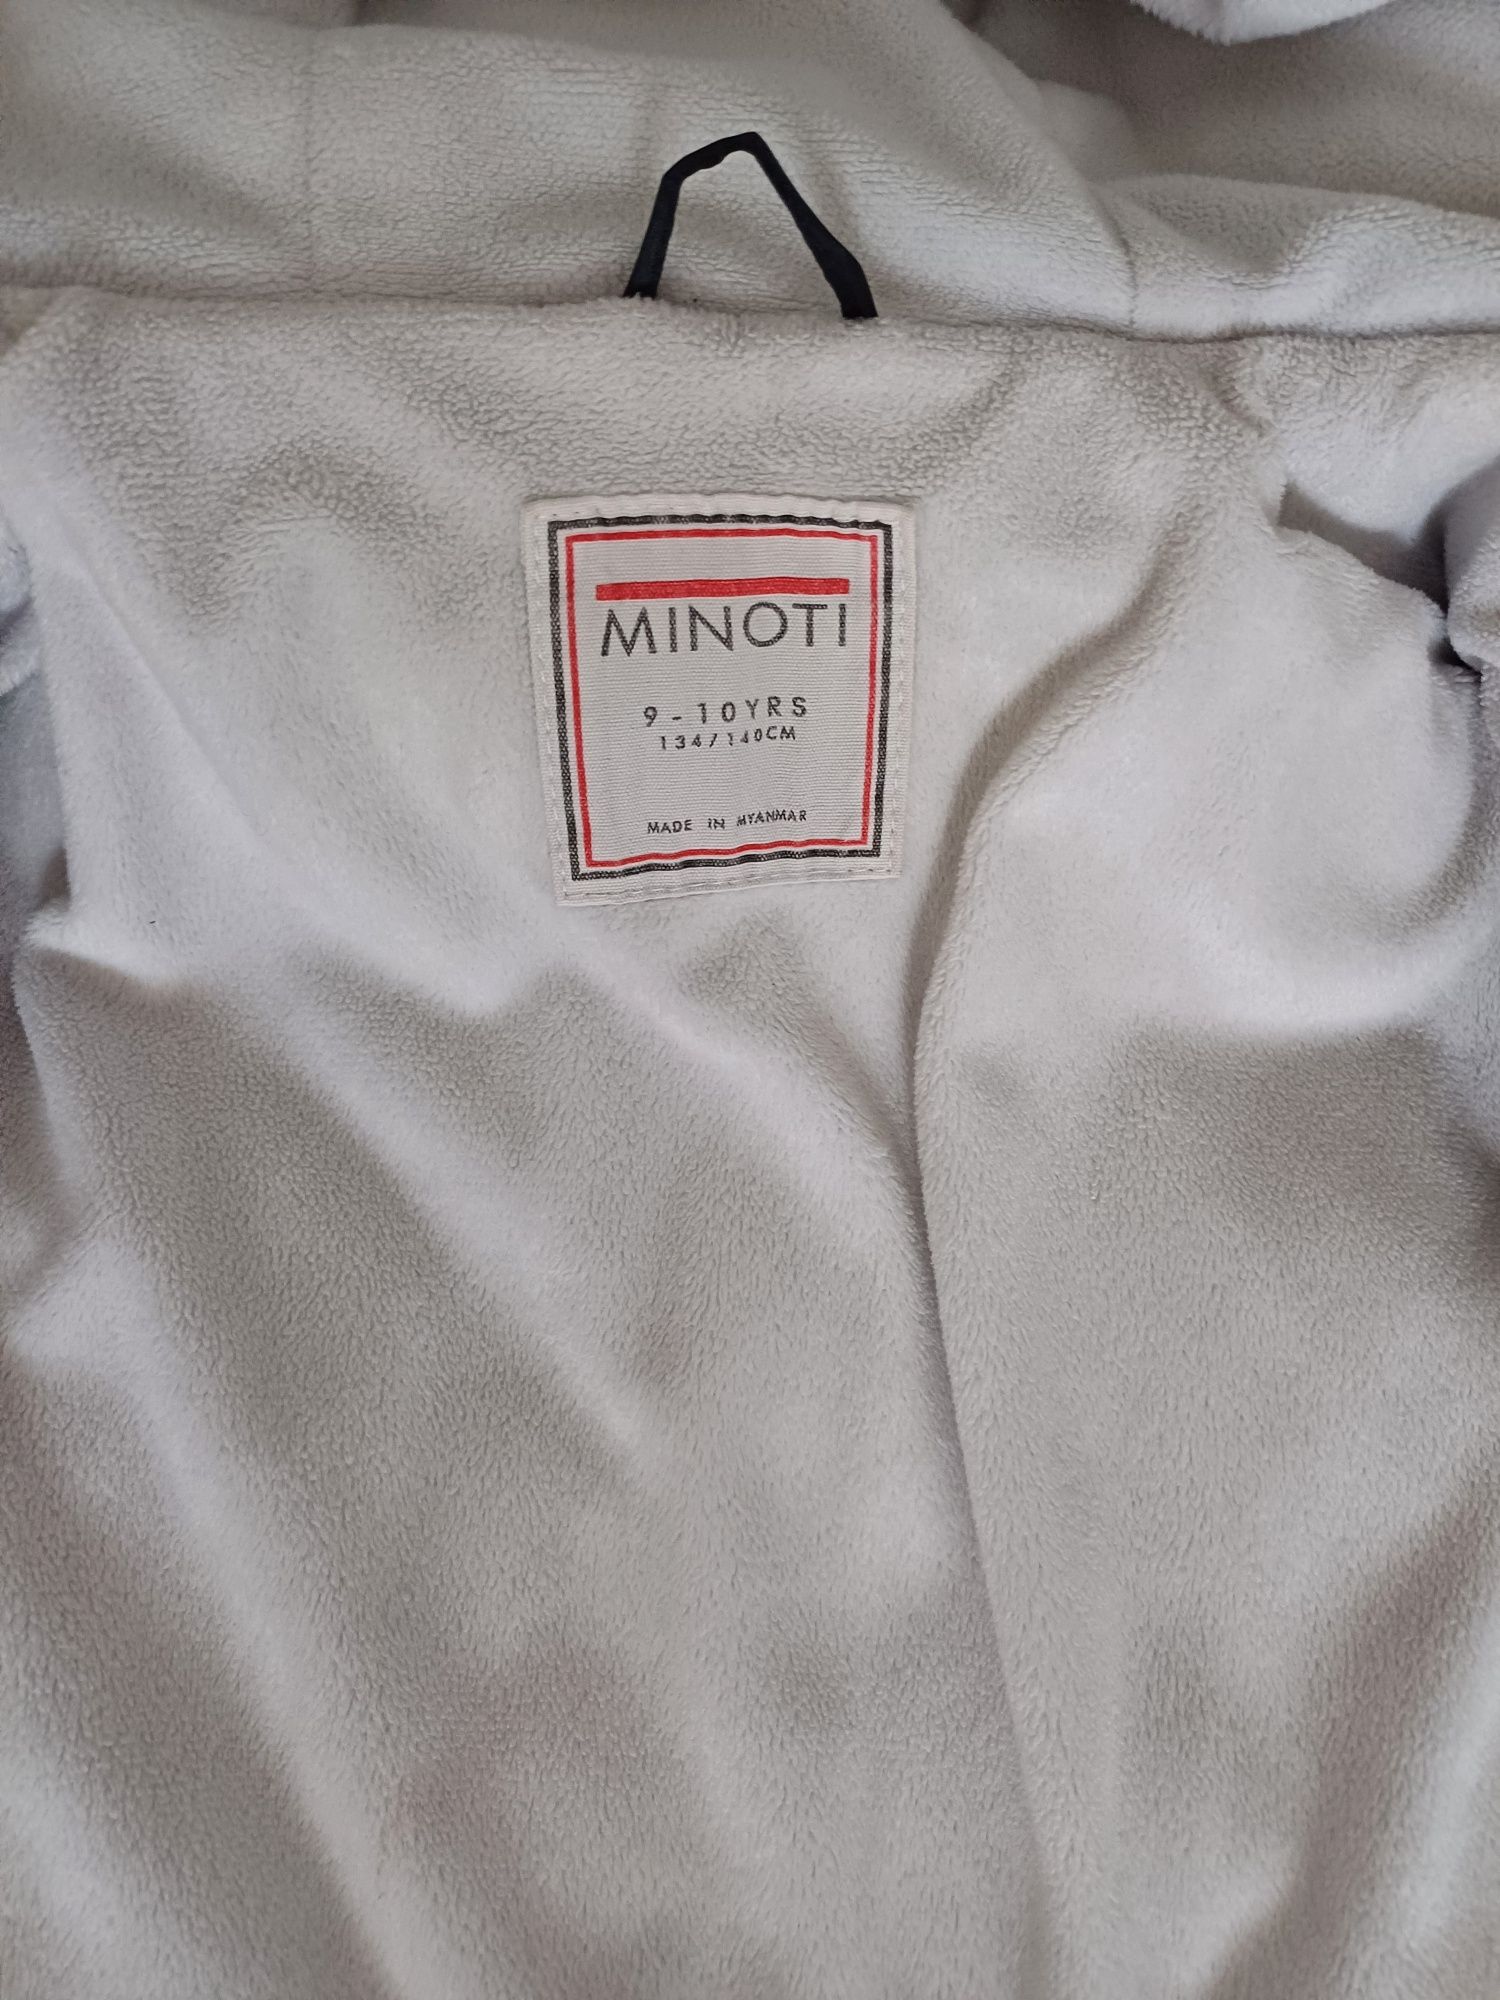 MINOTI
9-10YRS
134/140CM
MADE IN MYANMAR